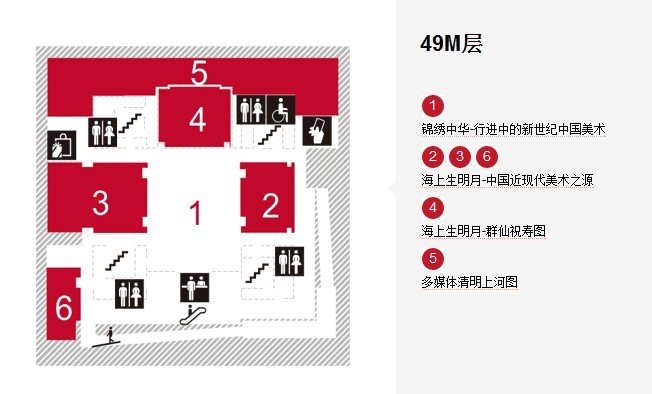 5
4
3
1
2
6
49M层
1
锦绣中华-行进中的新世纪中国美术
2 3 6
海上生明月-中国近现代美术之源
4
海上生明月-群仙祝寿图
5
多媒体清明上河图